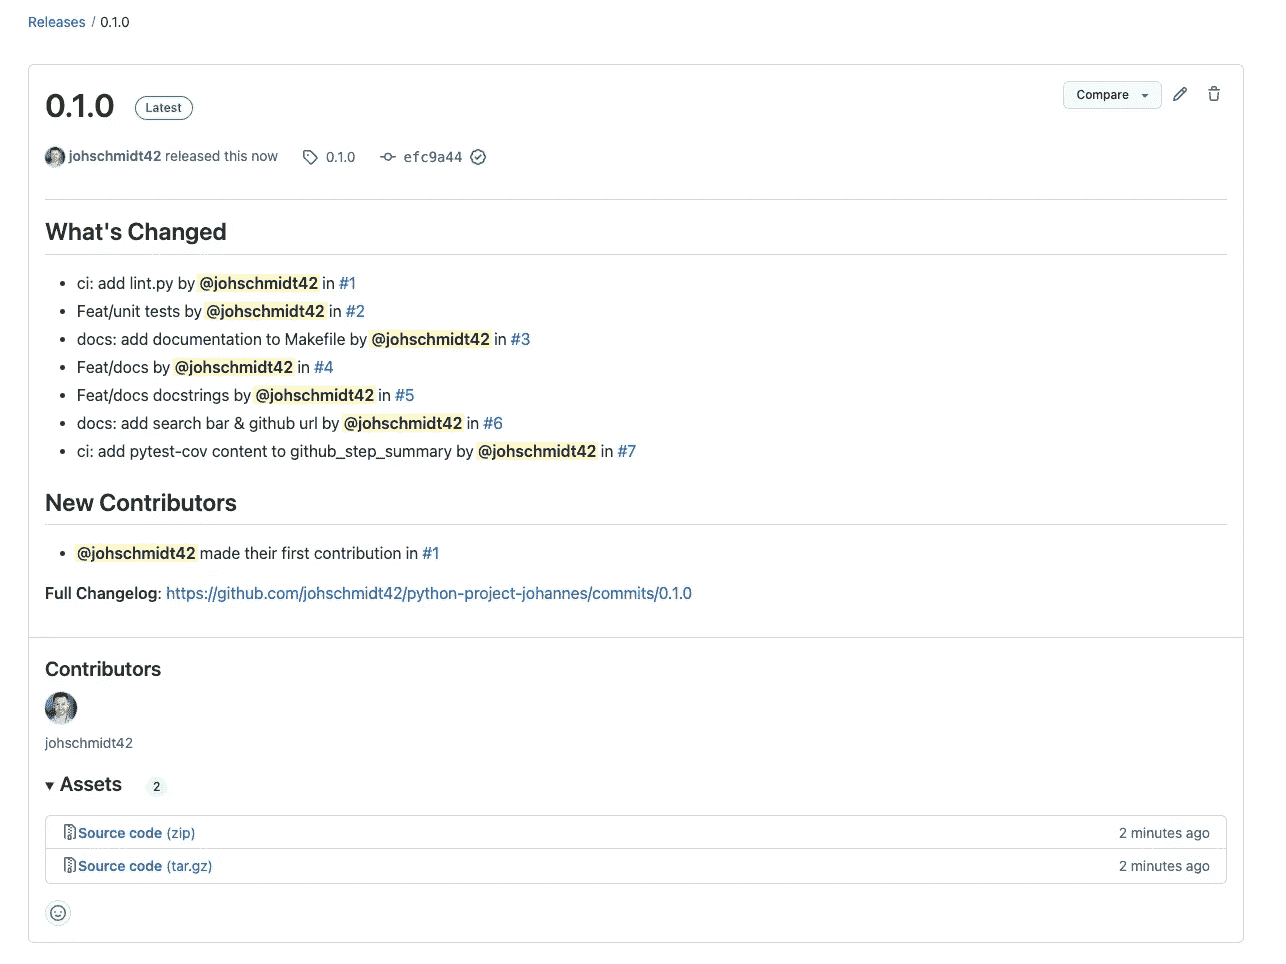 Releases / 0.1.0
0.1.0 Latest Compare
johschmidt42 released this now 0.1.0 efc9a44
What's Changed
• ci: add lint.py by @johschmidt42 in #1
• Feat/unit tests by @johschmidt42 in #2
• docs: add documentation to Makefile by @johschmidt42 in #3
• Feat/docs by @johschmidt42 in #4
• Feat/docs docstrings by @johschmidt42 in #5
• docs: add search bar & github url by @johschmidt42 in #6
• ci: add pytest-cov content to github_step_summary by @johschmidt42 in #7
New Contributors
• @johschmidt42 made their first contribution in #1
Full Changelog: https://github.com/johschmidt42/python-project-johannes/commits/0.1.0
Contributors
johschmidt42
Assets 2
Source code (zip) 2 minutes ago
Source code (tar.gz) 2 minutes ago